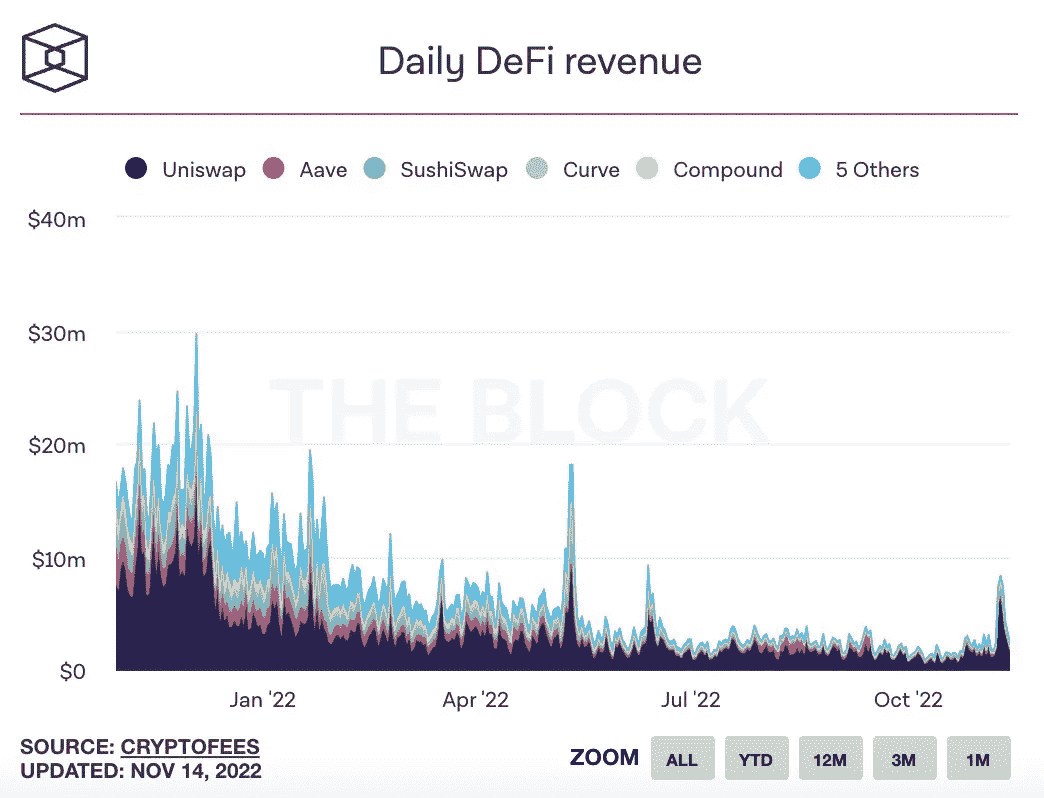 Daily DeFi revenue
Uniswap Aave SushiSwap Curve Compound 5 Others
$40m
$30m
THE BLOCK
$20m
$10m
$0
Jan '22 Apr '22 Jul '22 Oct '22
SOURCE: CRYPTOFEES
UPDATED: NOV 14, 2022
ZOOM ALL YTD 12M 3M 1M